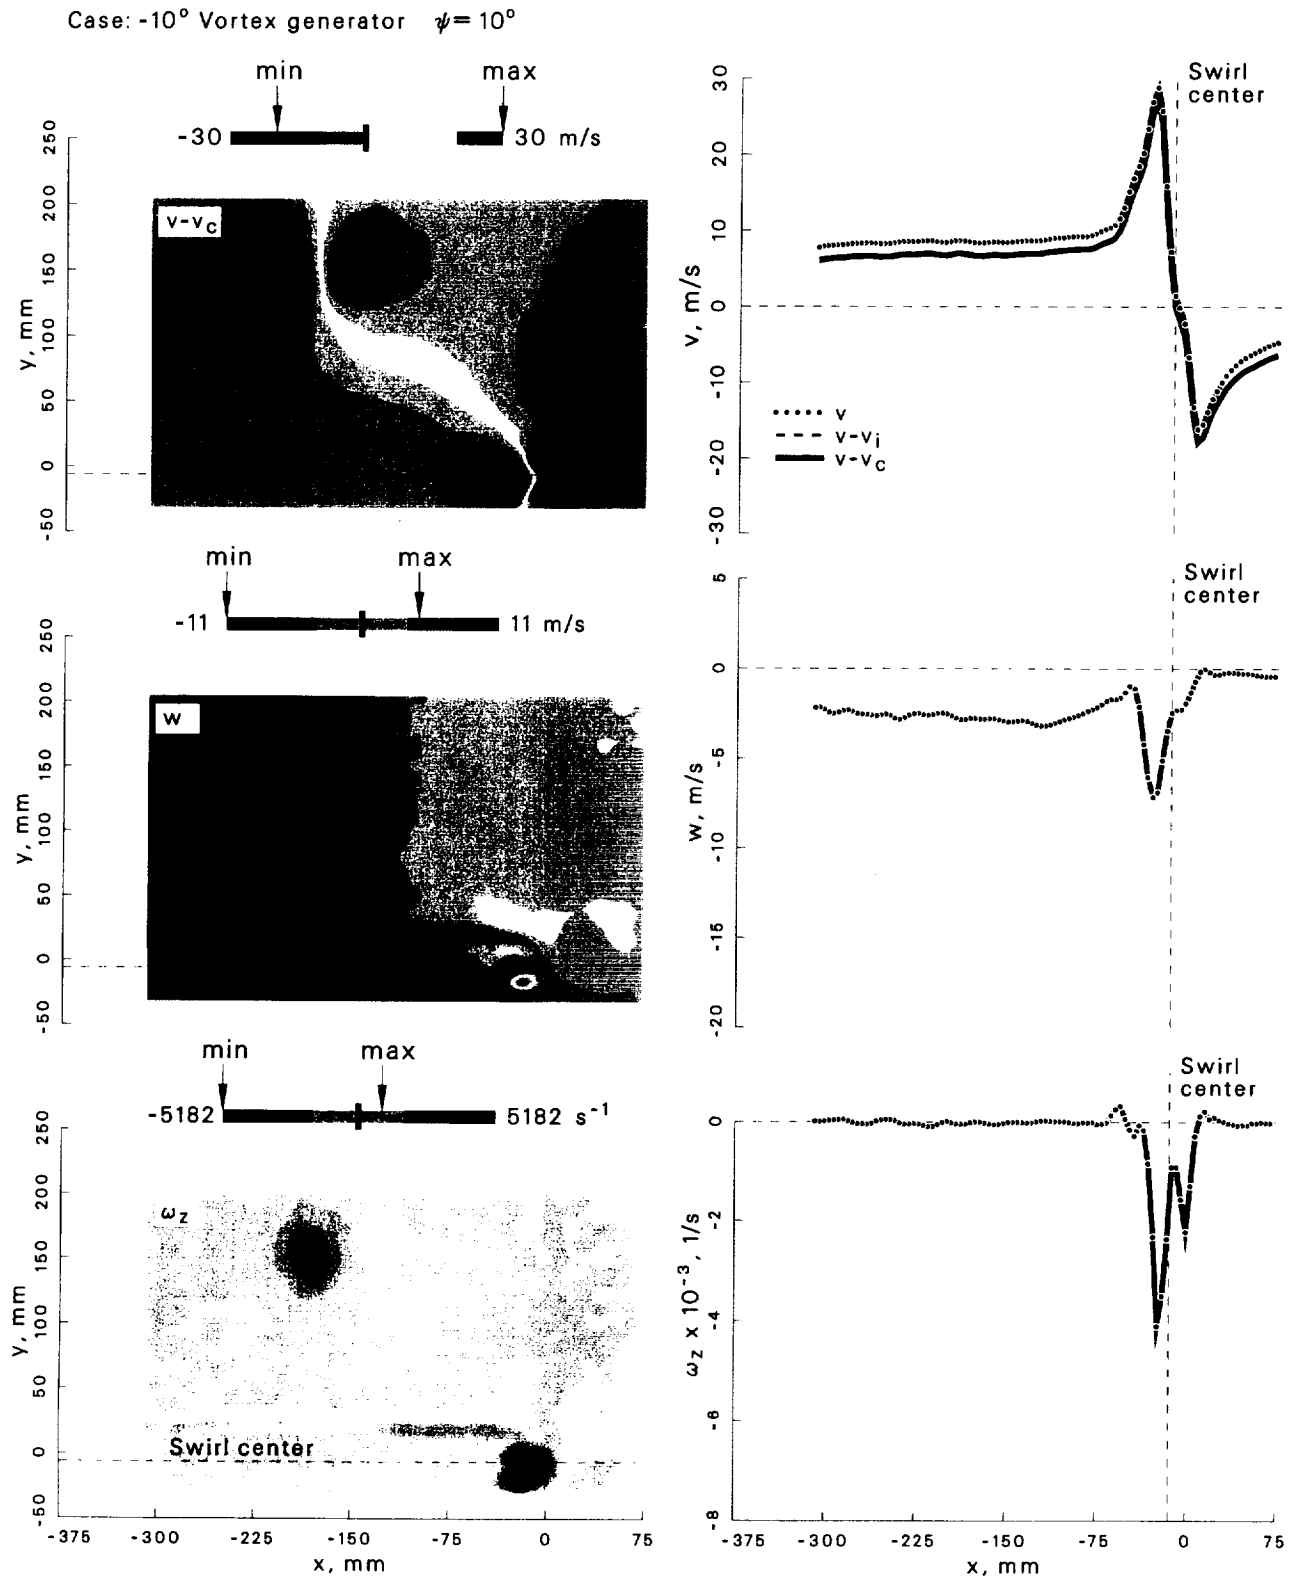 Case: -10° Vortex generator ψ = 10°
min
max
-30
30 m/s
v-vc
250
200
150
100
50
0
-50
y, mm
min
max
-11
11 m/s
w
250
200
150
100
50
0
-50
y, mm
min
max
-5182
5182 s⁻¹
ωz
Swirl center
250
200
150
100
50
0
-50
y, mm
-375
-300
-225
-150
-75
0
75
x, mm
Swirl
center
30
20
10
0
-10
-20
-30
v, m/s
v
v-vi
v-vc
Swirl
center
5
0
-5
-10
-15
-20
w, m/s
Swirl
center
0
-2
-4
-6
-8
ωz x 10⁻³, 1/s
-375
-300
-225
-150
-75
0
75
x, mm